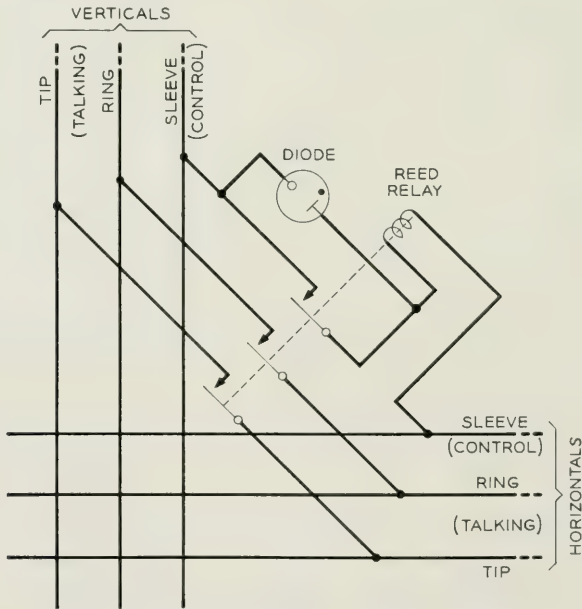 VERTICALS
TIP
(TALKING)
RING
SLEEVE
(CONTROL)
DIODE
REED
RELAY
SLEEVE
(CONTROL)
RING
(TALKING)
TIP
HORIZONTALS